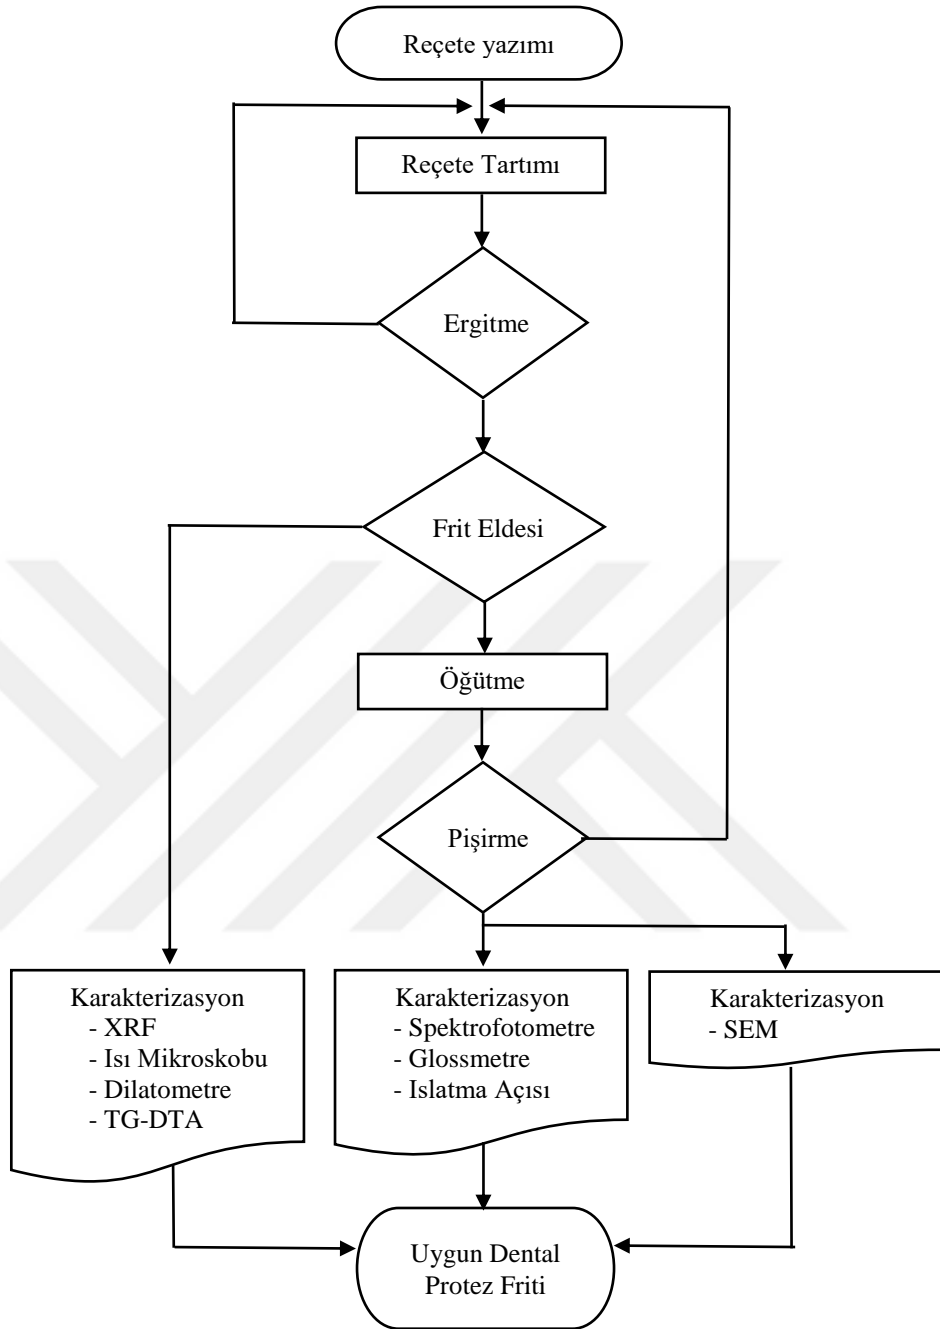 Reçete yazımı
Reçete Tartımı
Ergitme
Frit Eldesi
Öğütme
Pişirme
Karakterizasyon
- XRF
- Isı Mikroskobu
- Dilatometre
- TG-DTA
Karakterizasyon
- Spektrofotometre
- Glossmetre
- Islatma Açısı
Karakterizasyon
- SEM
Uygun Dental
Protez Friti